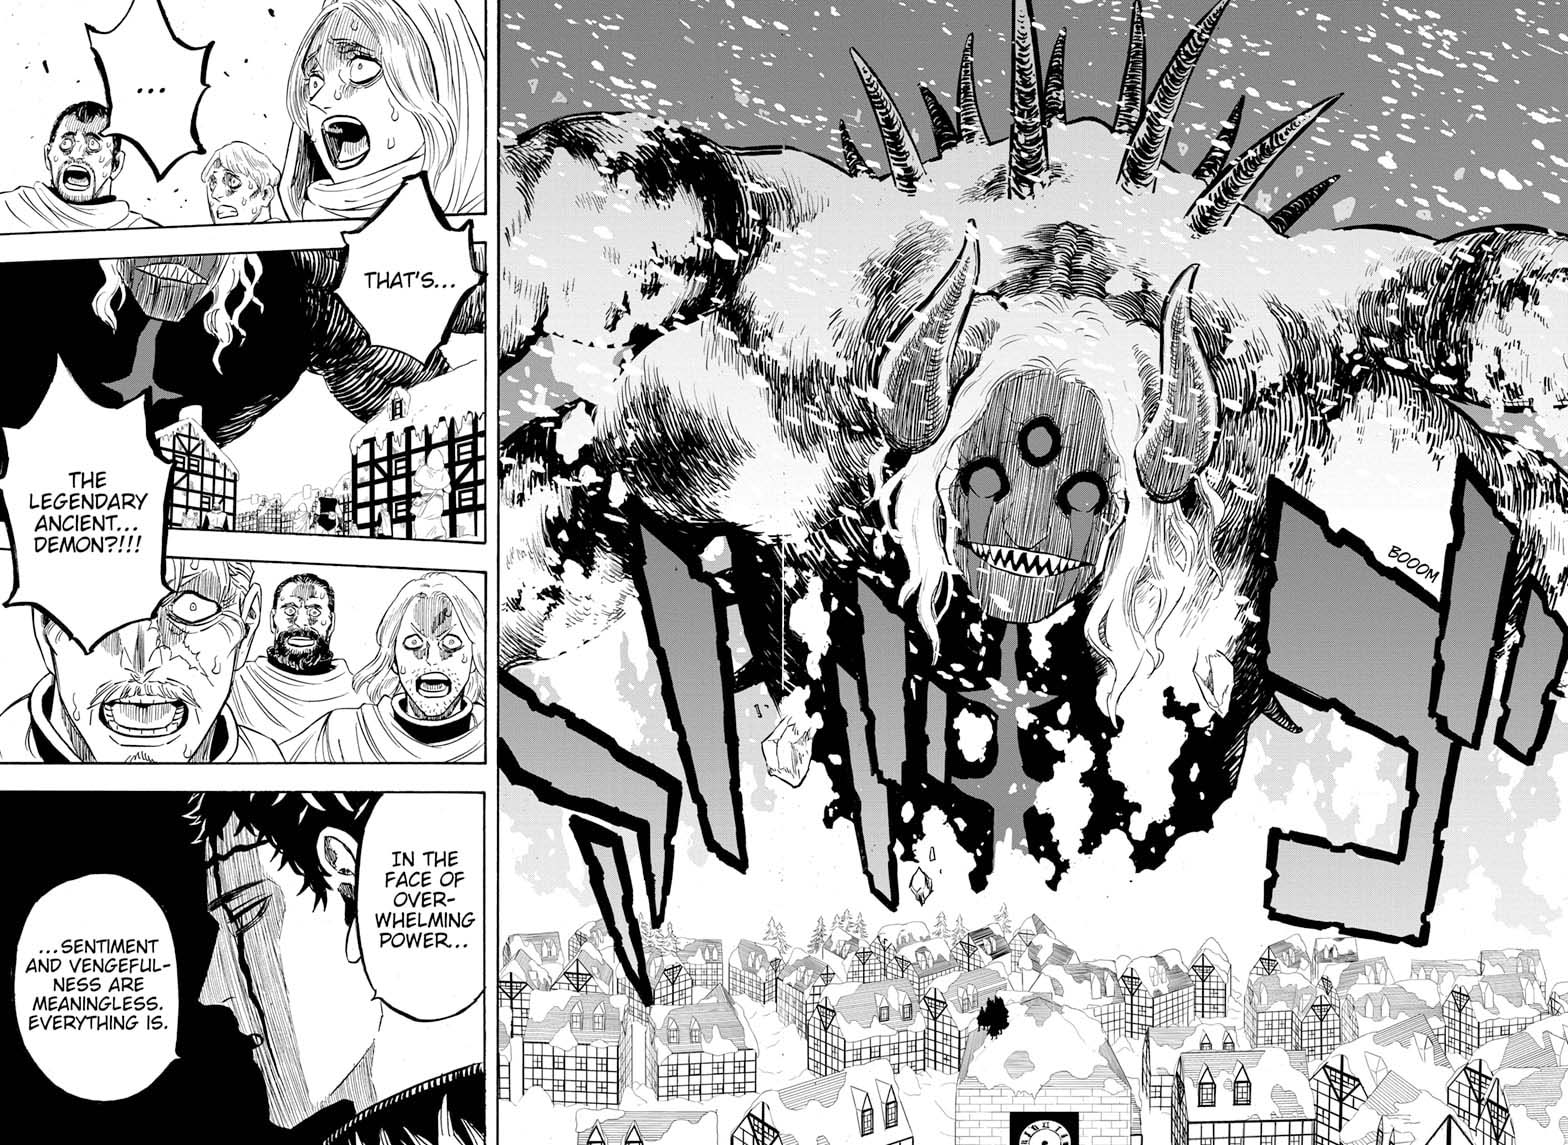 BOOOM
...
THAT'S...
THE
LEGENDARY
ANCIENT...
DEMON?!!!
IN THE
FACE OF
OVER-
WHELMING
POWER...
...SENTIMENT
AND VENGEFUL-
NESS ARE
MEANINGLESS.
EVERYTHING IS.